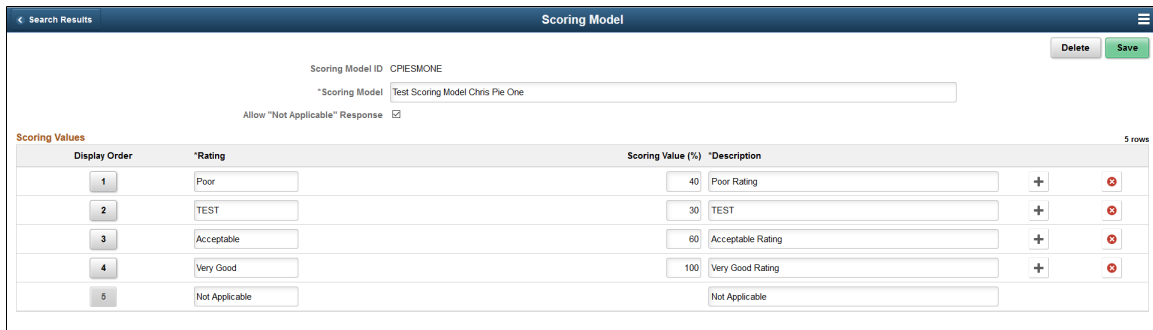 Search Results
Scoring Model
Delete Save
Scoring Model ID CPIESMONE
*Scoring Model Test Scoring Model Chris Pie One
Allow "Not Applicable" Response
Scoring Values
5 rows
Display Order *Rating Scoring Value (%) *Description
1 Poor 40 Poor Rating
2 TEST 30 TEST
3 Acceptable 60 Acceptable Rating
4 Very Good 100 Very Good Rating
5 Not Applicable Not Applicable